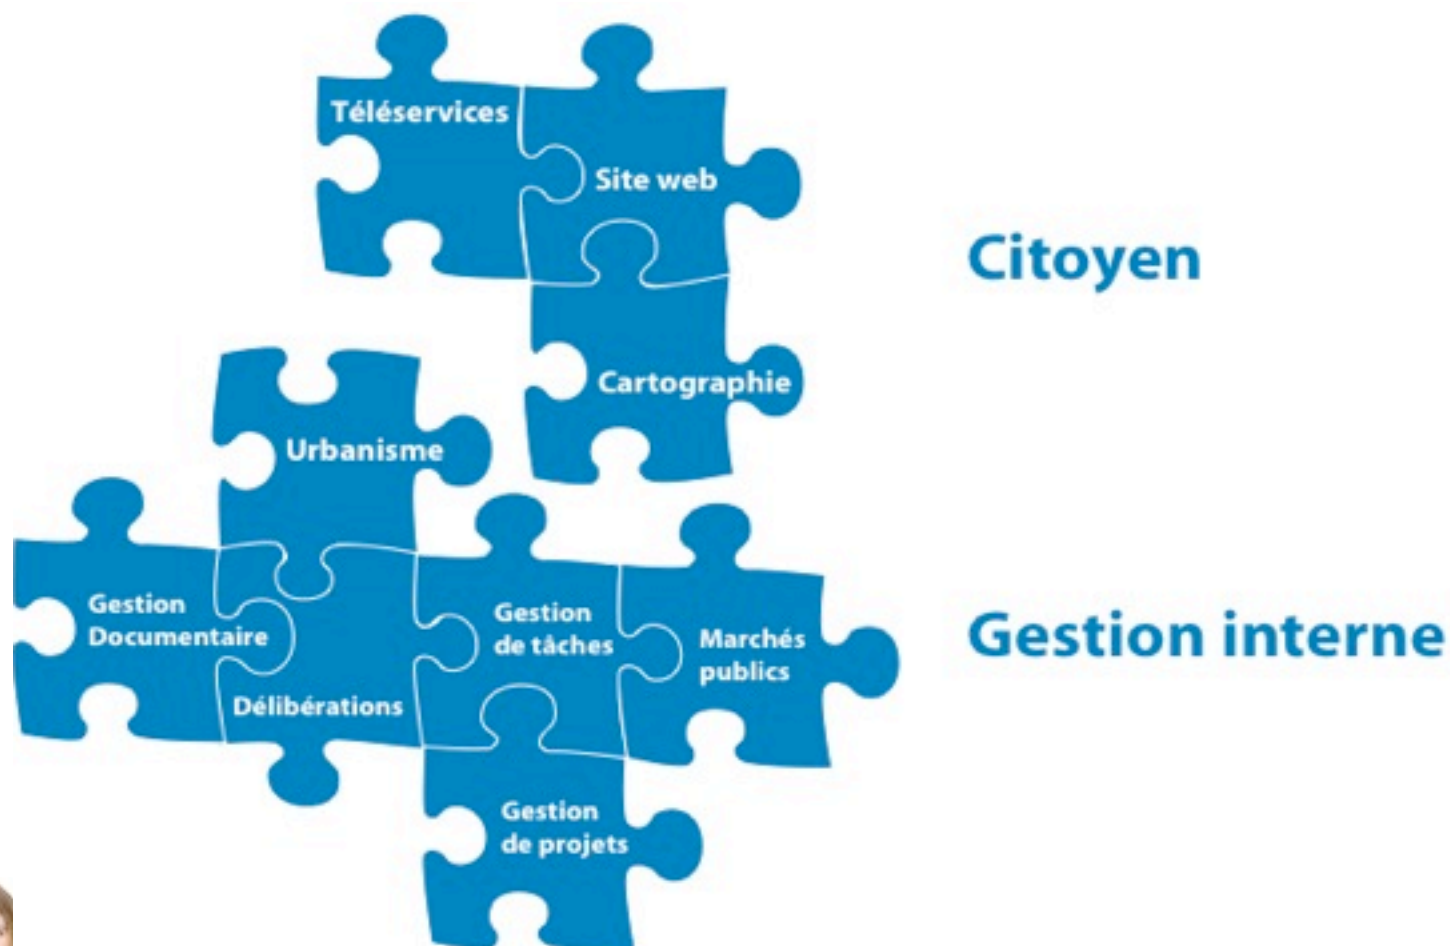 Téléservices
Site web
Citoyen
Cartographie
Urbanisme
Gestion
Documentaire
Gestion
de tâches
Marchés
publics
Gestion interne
Délibérations
Gestion
de projets